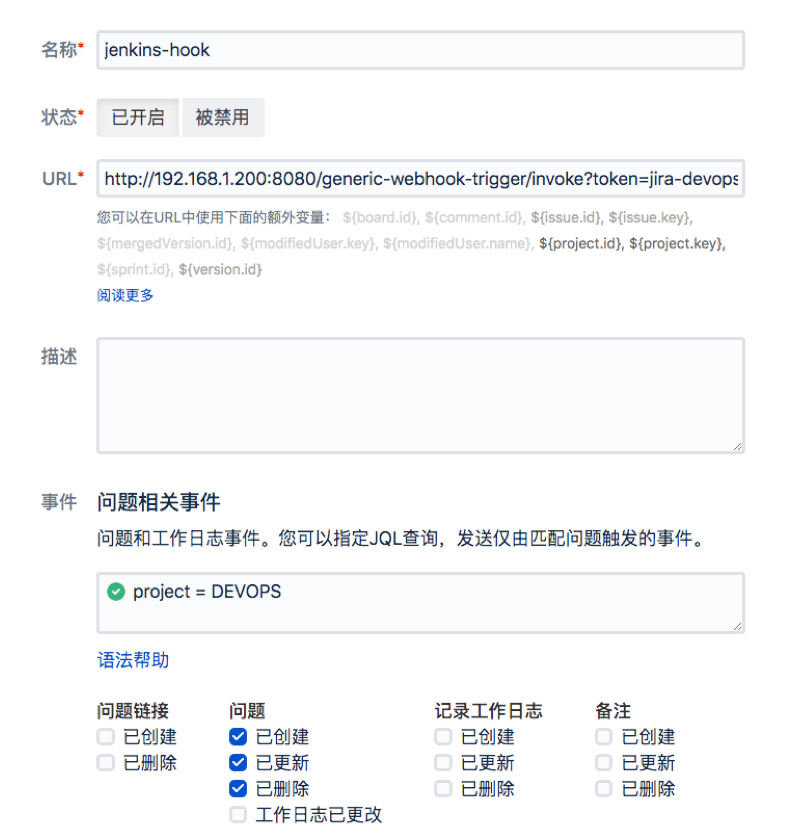 名称* jenkins-hook
状态* 已开启 被禁用
URL* http://192.168.1.200:8080/generic-webhook-trigger/invoke?token=jira-devops
您可以在URL中使用下面的额外变量： ${board.id}, ${comment.id}, ${issue.id}, ${issue.key},
${mergedVersion.id}, ${modifiedUser.key}, ${modifiedUser.name}, ${project.id}, ${project.key},
${sprint.id}, ${version.id}
阅读更多
描述
事件 问题相关事件
问题和工作日志事件。您可以指定JQL查询，发送仅由匹配问题触发的事件。
project = DEVOPS
语法帮助
问题链接 问题 记录工作日志 备注
已创建 已创建 已创建 已创建
已删除 已更新 已更新 已更新
已删除 已删除 已删除
工作日志已更改